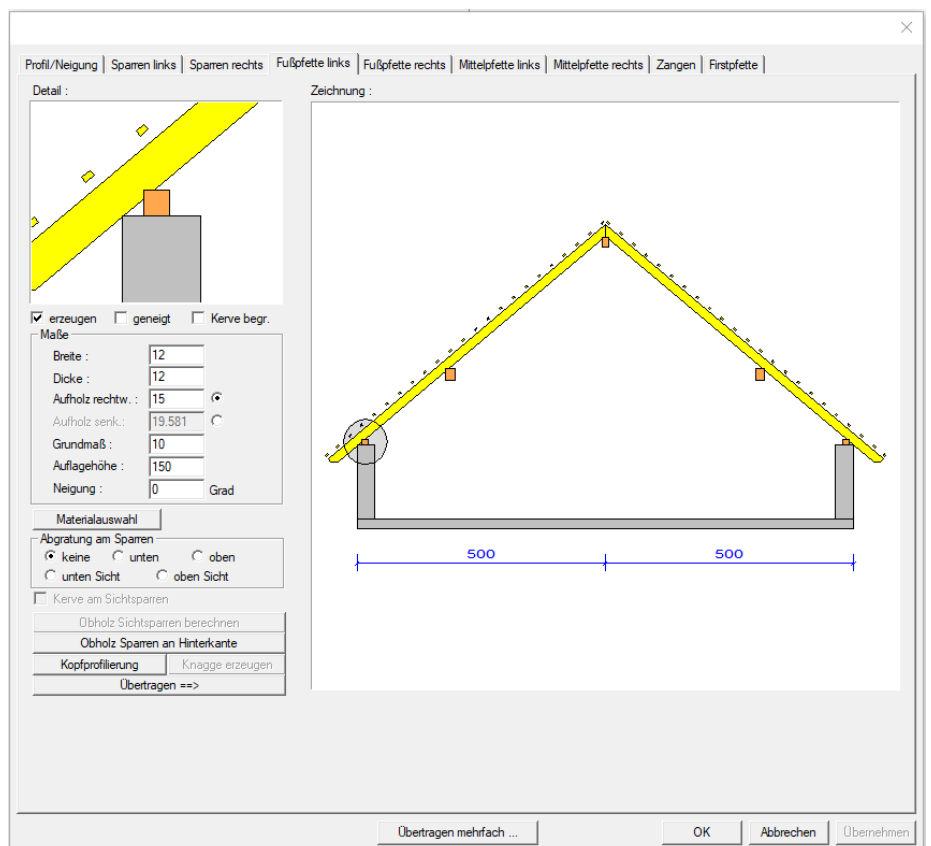 Profil/Neigung Sparren links Sparren rechts Fußpfette links Fußpfette rechts Mittelpfette links Mittelpfette rechts Zangen Firstpfette
Detail :
Zeichnung :
erzeugen geneigt Kerve begr.
Maße
Breite : 12
Dicke : 12
Aufholz rechtw. : 15
Aufholz senk.: 19.581
Grundmaß : 10
Auflagehöhe : 150
Neigung : 0 Grad
Materialauswahl
Abgratung am Sparren
keine unten oben
unten Sicht oben Sicht
Kerve am Sichtsparren
Obholz Sichtsparren berechnen
Obholz Sparren an Hinterkante
Kopfprofilierung Knagge erzeugen
Übertragen ==>
500 500
Übertragen mehrfach ... OK Abbrechen Übernehmen